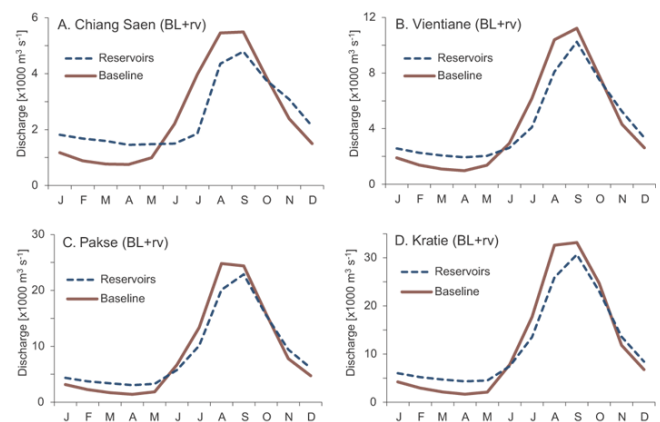 A. Chiang Saen (BL+rv)
Discharge [x1000 m³ s⁻¹]
6
4
2
0
Reservoirs
Baseline
J F M A M J J A S O N D
B. Vientiane (BL+rv)
Discharge [x1000 m³ s⁻¹]
12
8
4
0
Reservoirs
Baseline
J F M A M J J A S O N D
C. Pakse (BL+rv)
Discharge [x1000 m³ s⁻¹]
30
20
10
0
Reservoirs
Baseline
J F M A M J J A S O N D
D. Kratie (BL+rv)
Discharge [x1000 m³ s⁻¹]
30
20
10
0
Reservoirs
Baseline
J F M A M J J A S O N D